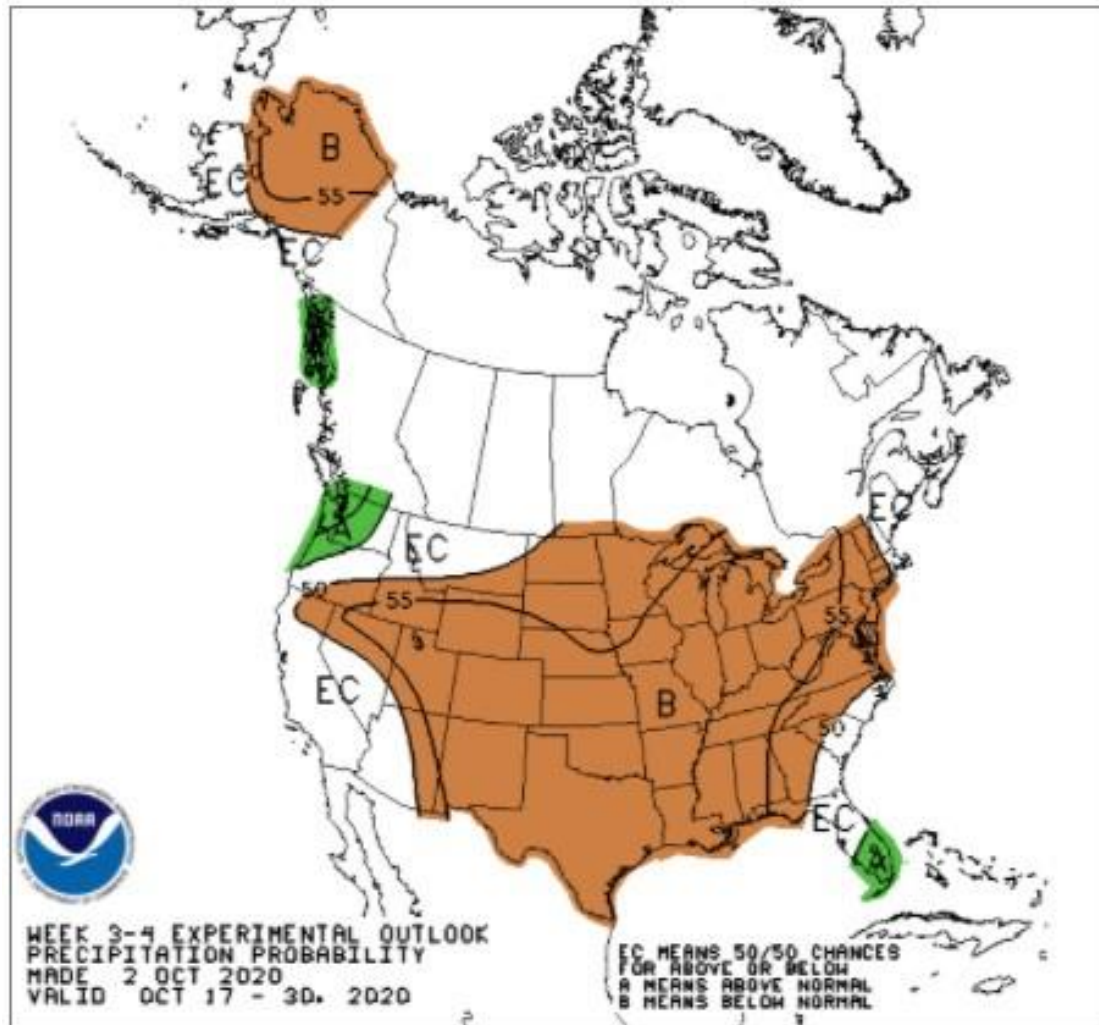 B
EC
55
EC
EC
EC
50
55
55
EC
B
50
EC
NOAA
WEEK 3-4 EXPERIMENTAL OUTLOOK
PRECIPITATION PROBABILITY
MADE 2 OCT 2020
VALID OCT 17 - 30, 2020
EC MEANS 50/50 CHANCES
FOR ABOVE OR BELOW
A MEANS ABOVE NORMAL
B MEANS BELOW NORMAL